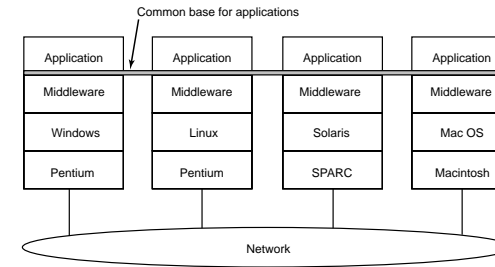 Common base for applications
Application Application Application Application
Middleware Middleware Middleware Middleware
Windows Linux Solaris Mac OS
Pentium Pentium SPARC Macintosh
Network